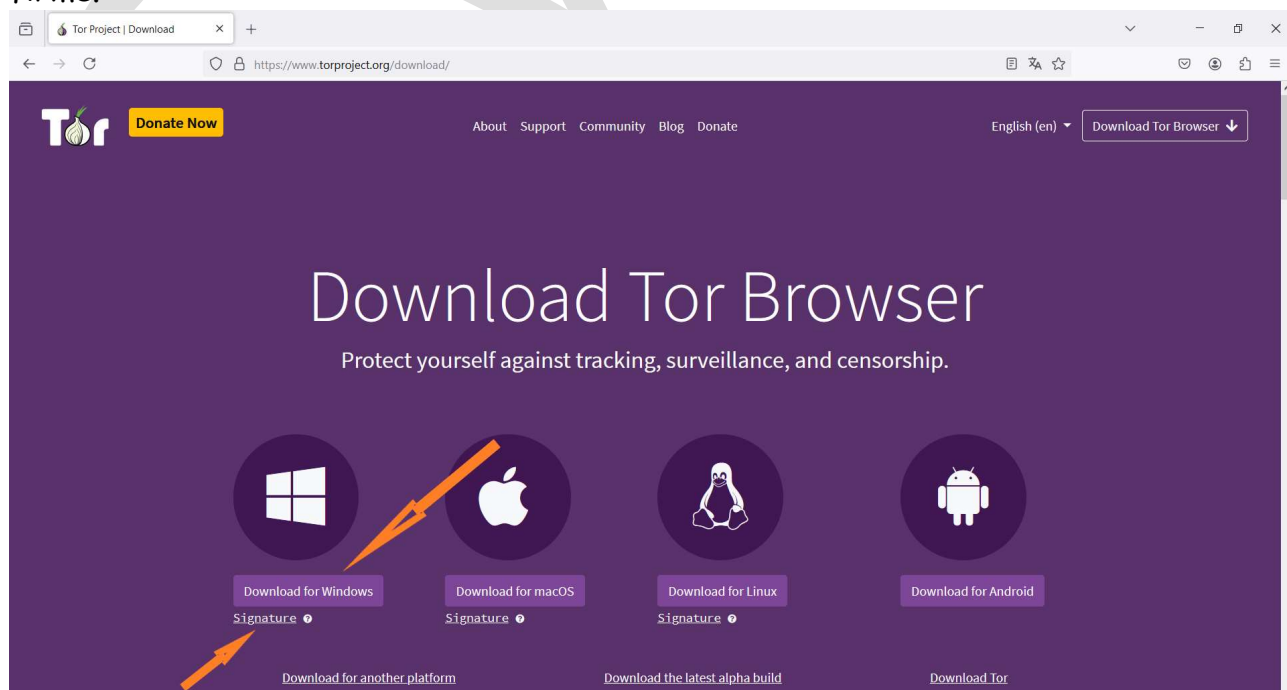 Tor Project | Download
https://www.torproject.org/download/
Tor
Donate Now
About Support Community Blog Donate
English (en)
Download Tor Browser
Download Tor Browser
Protect yourself against tracking, surveillance, and censorship.
Download for Windows
Download for macOS
Download for Linux
Download for Android
Signature
Signature
Signature
Download for another platform
Download the latest alpha build
Download Tor